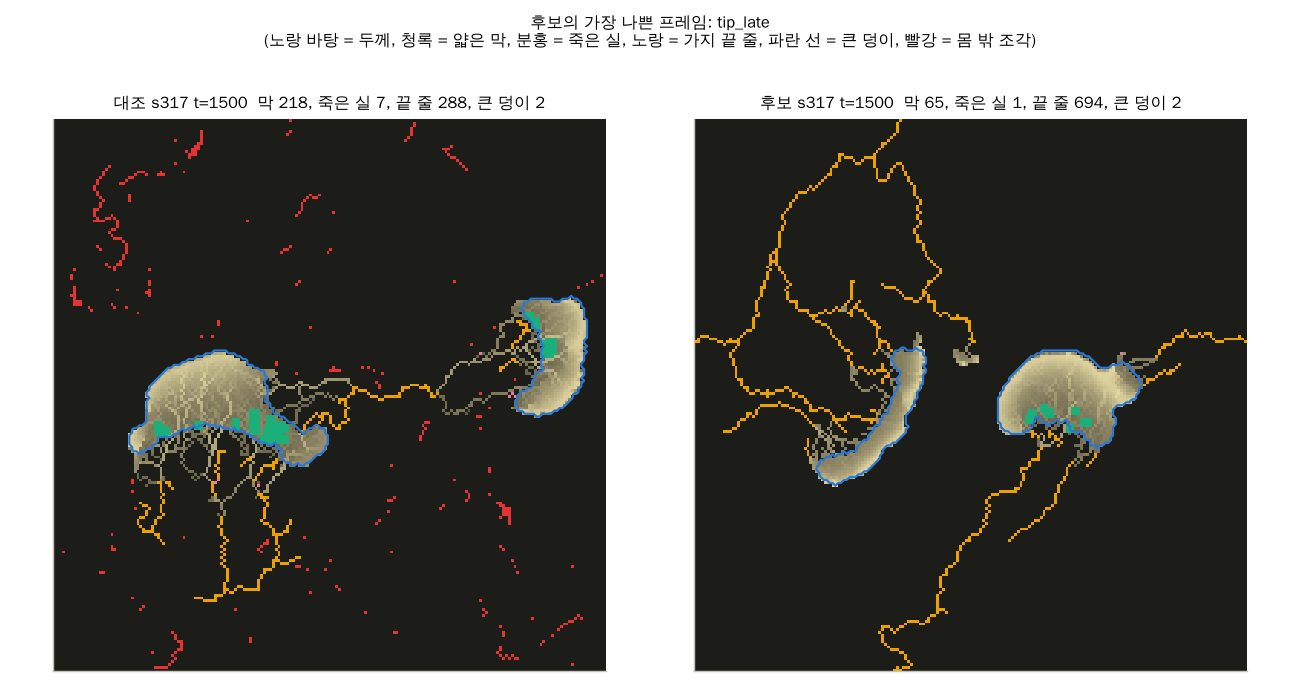 후보의 가장 나쁜 프레임: tip_late
(노랑 바탕 = 두께, 청록 = 얇은 막, 분홍 = 죽은 실, 노랑 = 가지 끝 줄, 파란 선 = 큰 덩이, 빨강 = 몸 밖 조각)
대조 s317 t=1500  막 218, 죽은 실 7, 끝 줄 288, 큰 덩이 2
후보 s317 t=1500  막 65, 죽은 실 1, 끝 줄 694, 큰 덩이 2